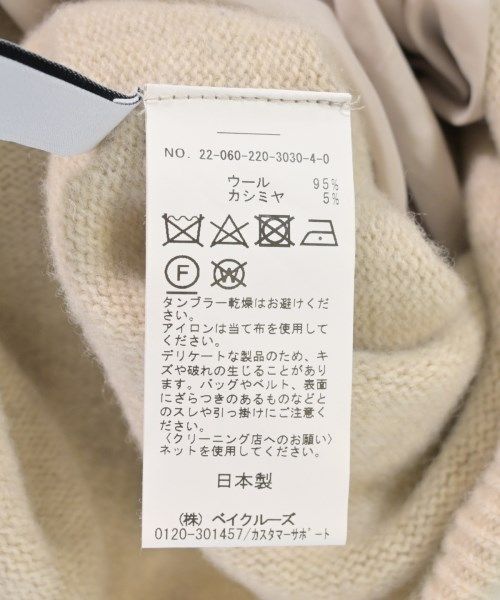 NO. 22-060-220-3030-4-0
ウール 95%
カシミヤ 5%
F W
タンブラー乾燥はお避けくだ
さい。
アイロンは当て布を使用して
ください。
デリケートな製品のため、キ
ズや破れの生じることがあり
ます。バッグやベルト、表面
にざらつきのあるものなどと
のスレや引っ掛けにご注意く
ださい。
〈クリーニング店へのお願い〉
ネットを使用してください。
日本製
(株) ベイクルーズ
0120-301457/カスタマーサポート